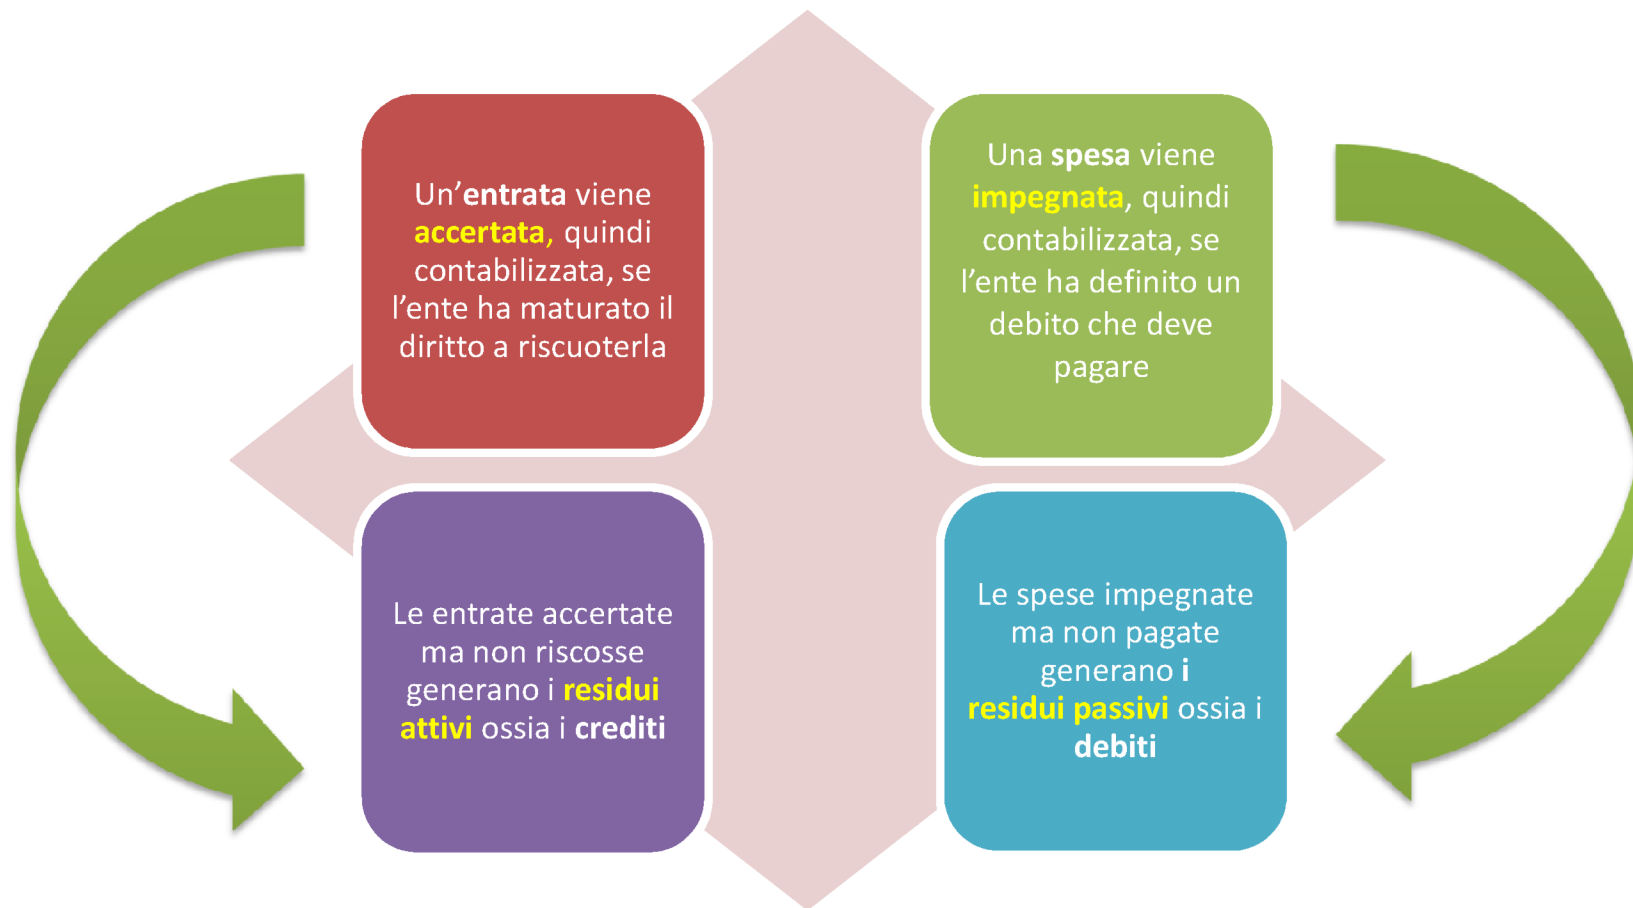 Un’entrata viene
accertata, quindi
contabilizzata, se
l’ente ha maturato il
diritto a riscuoterla
Una spesa viene
impegnata, quindi
contabilizzata, se
l’ente ha definito un
debito che deve
pagare
Le entrate accertate
ma non riscosse
generano i residui
attivi ossia i crediti
Le spese impegnate
ma non pagate
generano i
residui passivi ossia i
debiti